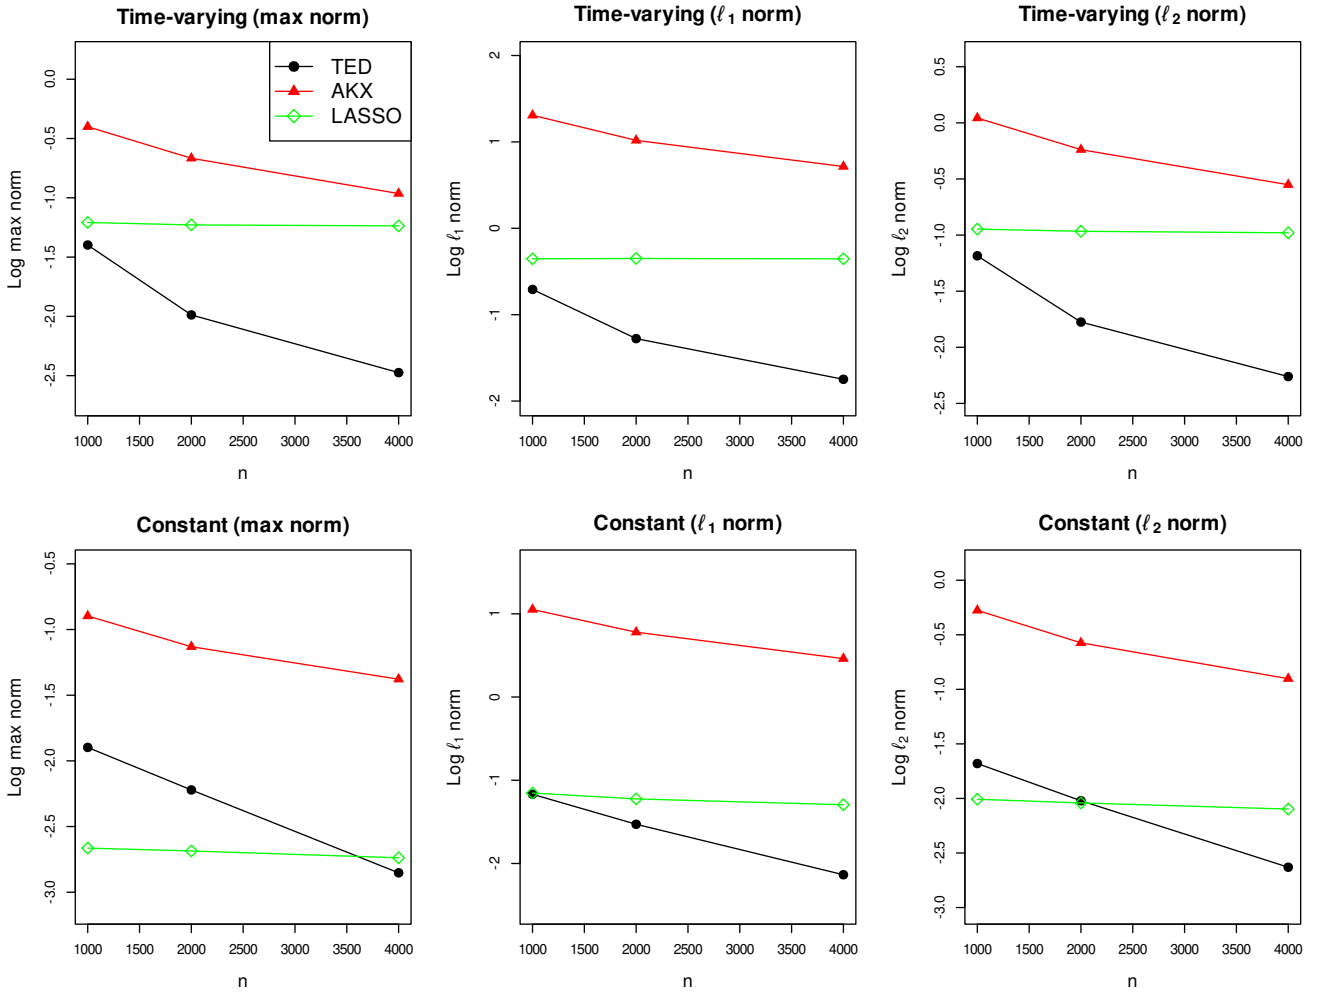 Time-varying (max norm)
Log max norm
0.0
-0.5
-1.0
-1.5
-2.0
-2.5
TED
AKX
LASSO
1000 1500 2000 2500 3000 3500 4000
n
Time-varying (ℓ₁ norm)
Log ℓ₁ norm
2
1
0
-1
-2
1000 1500 2000 2500 3000 3500 4000
n
Time-varying (ℓ₂ norm)
Log ℓ₂ norm
0.5
0.0
-0.5
-1.0
-1.5
-2.0
-2.5
1000 1500 2000 2500 3000 3500 4000
n
Constant (max norm)
Log max norm
-0.5
-1.0
-1.5
-2.0
-2.5
-3.0
1000 1500 2000 2500 3000 3500 4000
n
Constant (ℓ₁ norm)
Log ℓ₁ norm
1
0
-1
-2
1000 1500 2000 2500 3000 3500 4000
n
Constant (ℓ₂ norm)
Log ℓ₂ norm
0.0
-0.5
-1.0
-1.5
-2.0
-2.5
-3.0
1000 1500 2000 2500 3000 3500 4000
n